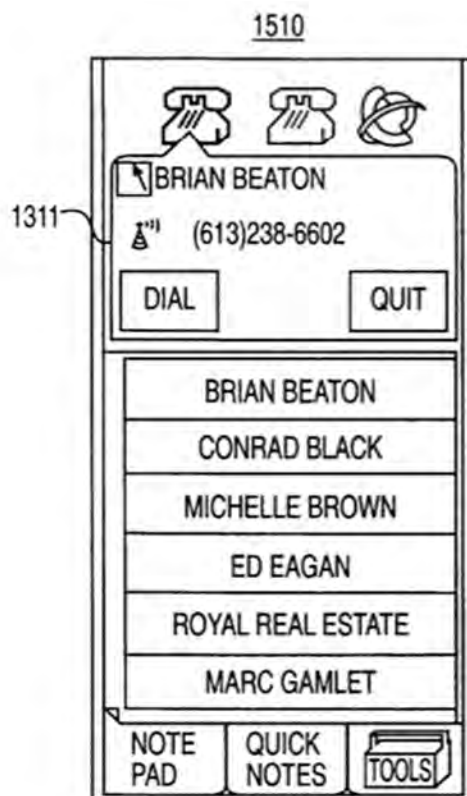 1510
BRIAN BEATON
1311
(613)238-6602
DIAL QUIT
BRIAN BEATON
CONRAD BLACK
MICHELLE BROWN
ED EAGAN
ROYAL REAL ESTATE
MARC GAMLET
NOTE PAD
QUICK NOTES
TOOLS